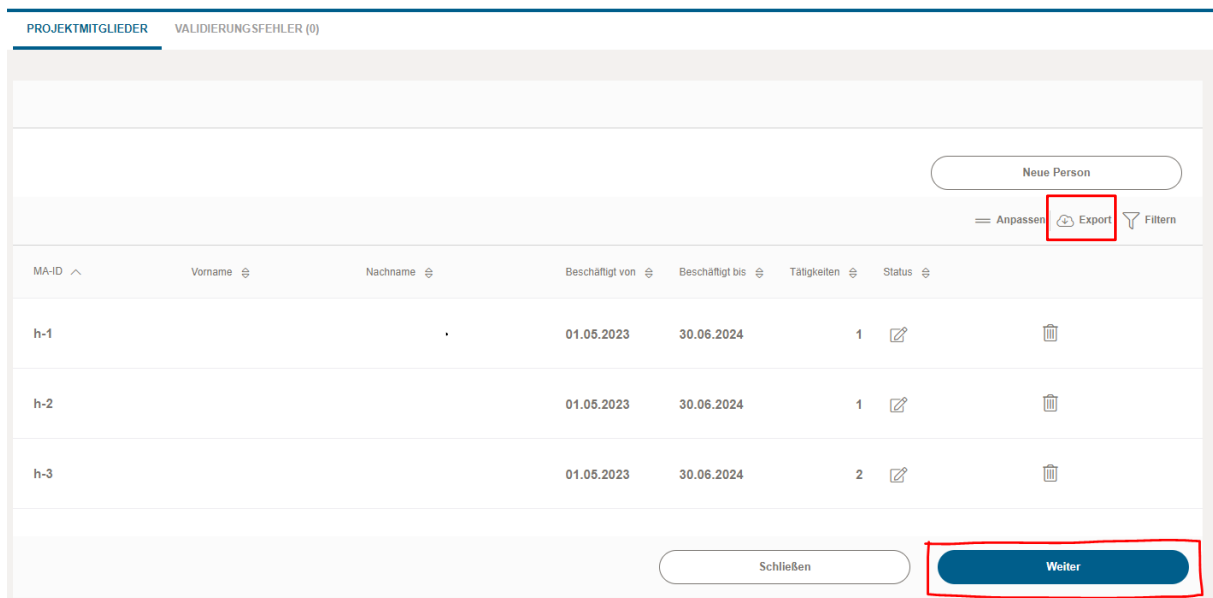 PROJEKTMITGLIEDER VALIDIERUNGSFEHLER (0)
Neue Person
Anpassen Export Filtern
MA-ID Vorname Nachname Beschäftigt von Beschäftigt bis Tätigkeiten Status
h-1 01.05.2023 30.06.2024 1
h-2 01.05.2023 30.06.2024 1
h-3 01.05.2023 30.06.2024 2
Schließen Weiter